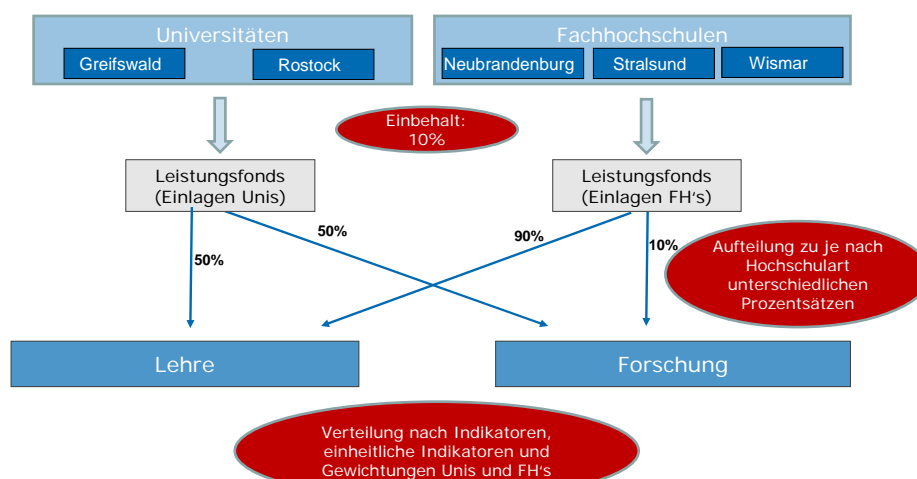 Universitäten
Greifswald
Rostock
Fachhochschulen
Neubrandenburg
Stralsund
Wismar
Einbehalt:
10%
Leistungsfonds
(Einlagen Unis)
Leistungsfonds
(Einlagen FH's)
50%
50%
90%
10%
Aufteilung zu je nach
Hochschulart
unterschiedlichen
Prozentsätzen
Lehre
Forschung
Verteilung nach Indikatoren,
einheitliche Indikatoren und
Gewichtungen Unis und FH's